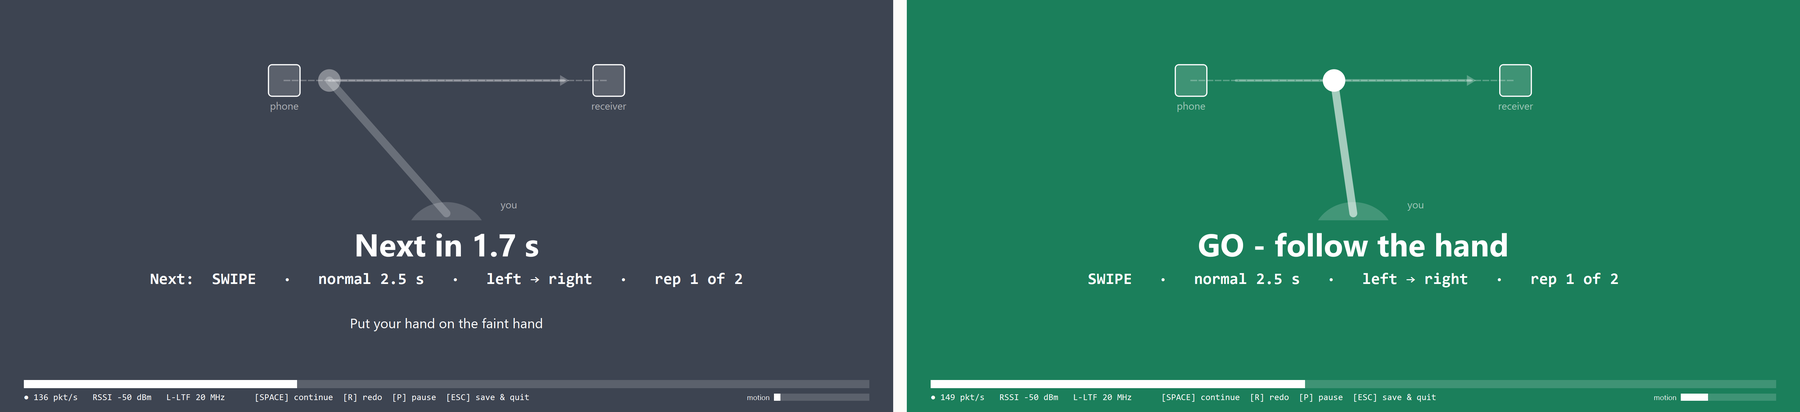 phone receiver
you
Next in 1.7 s
Next: SWIPE · normal 2.5 s · left → right · rep 1 of 2
Put your hand on the faint hand
● 136 pkt/s RSSI -50 dBm L-LTF 20 MHz [SPACE] continue [R] redo [P] pause [ESC] save & quit motion
phone receiver
you
GO - follow the hand
SWIPE · normal 2.5 s · left → right · rep 1 of 2
● 149 pkt/s RSSI -50 dBm L-LTF 20 MHz [SPACE] continue [R] redo [P] pause [ESC] save & quit motion